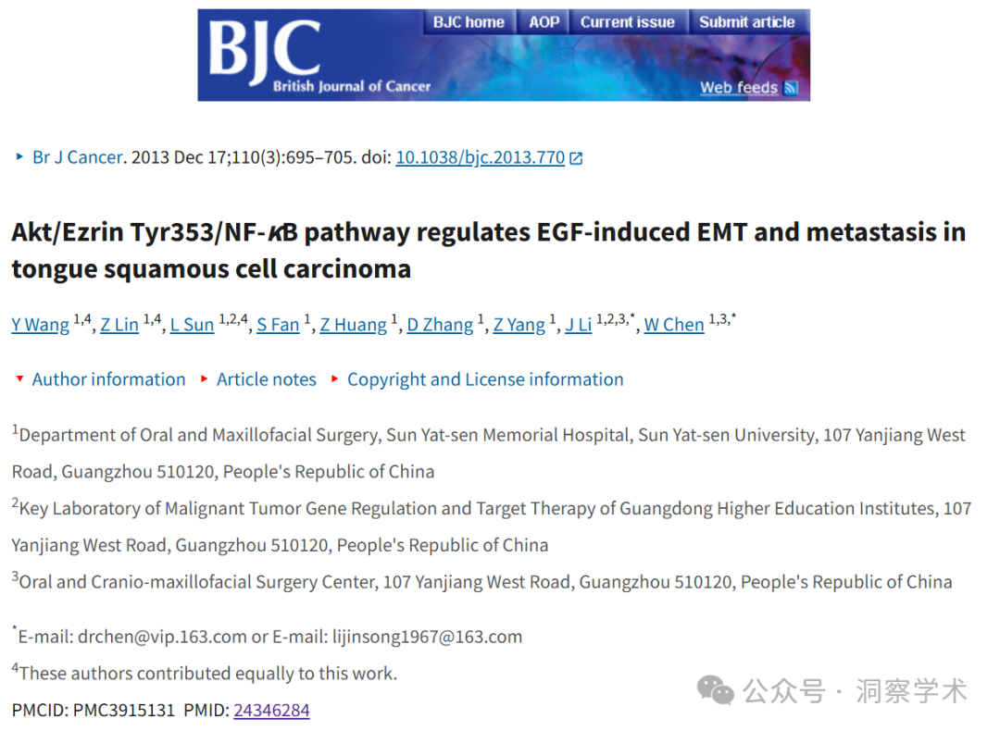 BJC home AOP Current issue Submit article
BJC
British Journal of Cancer
Web feeds
Br J Cancer. 2013 Dec 17;110(3):695–705. doi: 10.1038/bjc.2013.770
Akt/Ezrin Tyr353/NF-κB pathway regulates EGF-induced EMT and metastasis in
tongue squamous cell carcinoma
Y Wang 1,4, Z Lin 1,4, L Sun 1,2,4, S Fan 1, Z Huang 1, D Zhang 1, Z Yang 1, J Li 1,2,3,*, W Chen 1,3,*
Author information Article notes Copyright and License information
1Department of Oral and Maxillofacial Surgery, Sun Yat-sen Memorial Hospital, Sun Yat-sen University, 107 Yanjiang West
Road, Guangzhou 510120, People's Republic of China
2Key Laboratory of Malignant Tumor Gene Regulation and Target Therapy of Guangdong Higher Education Institutes, 107
Yanjiang West Road, Guangzhou 510120, People's Republic of China
3Oral and Cranio-maxillofacial Surgery Center, 107 Yanjiang West Road, Guangzhou 510120, People's Republic of China
*E-mail: drchen@vip.163.com or E-mail: lijinsong1967@163.com
4These authors contributed equally to this work.
PMCID: PMC3915131 PMID: 24346284
公众号 · 洞察学术